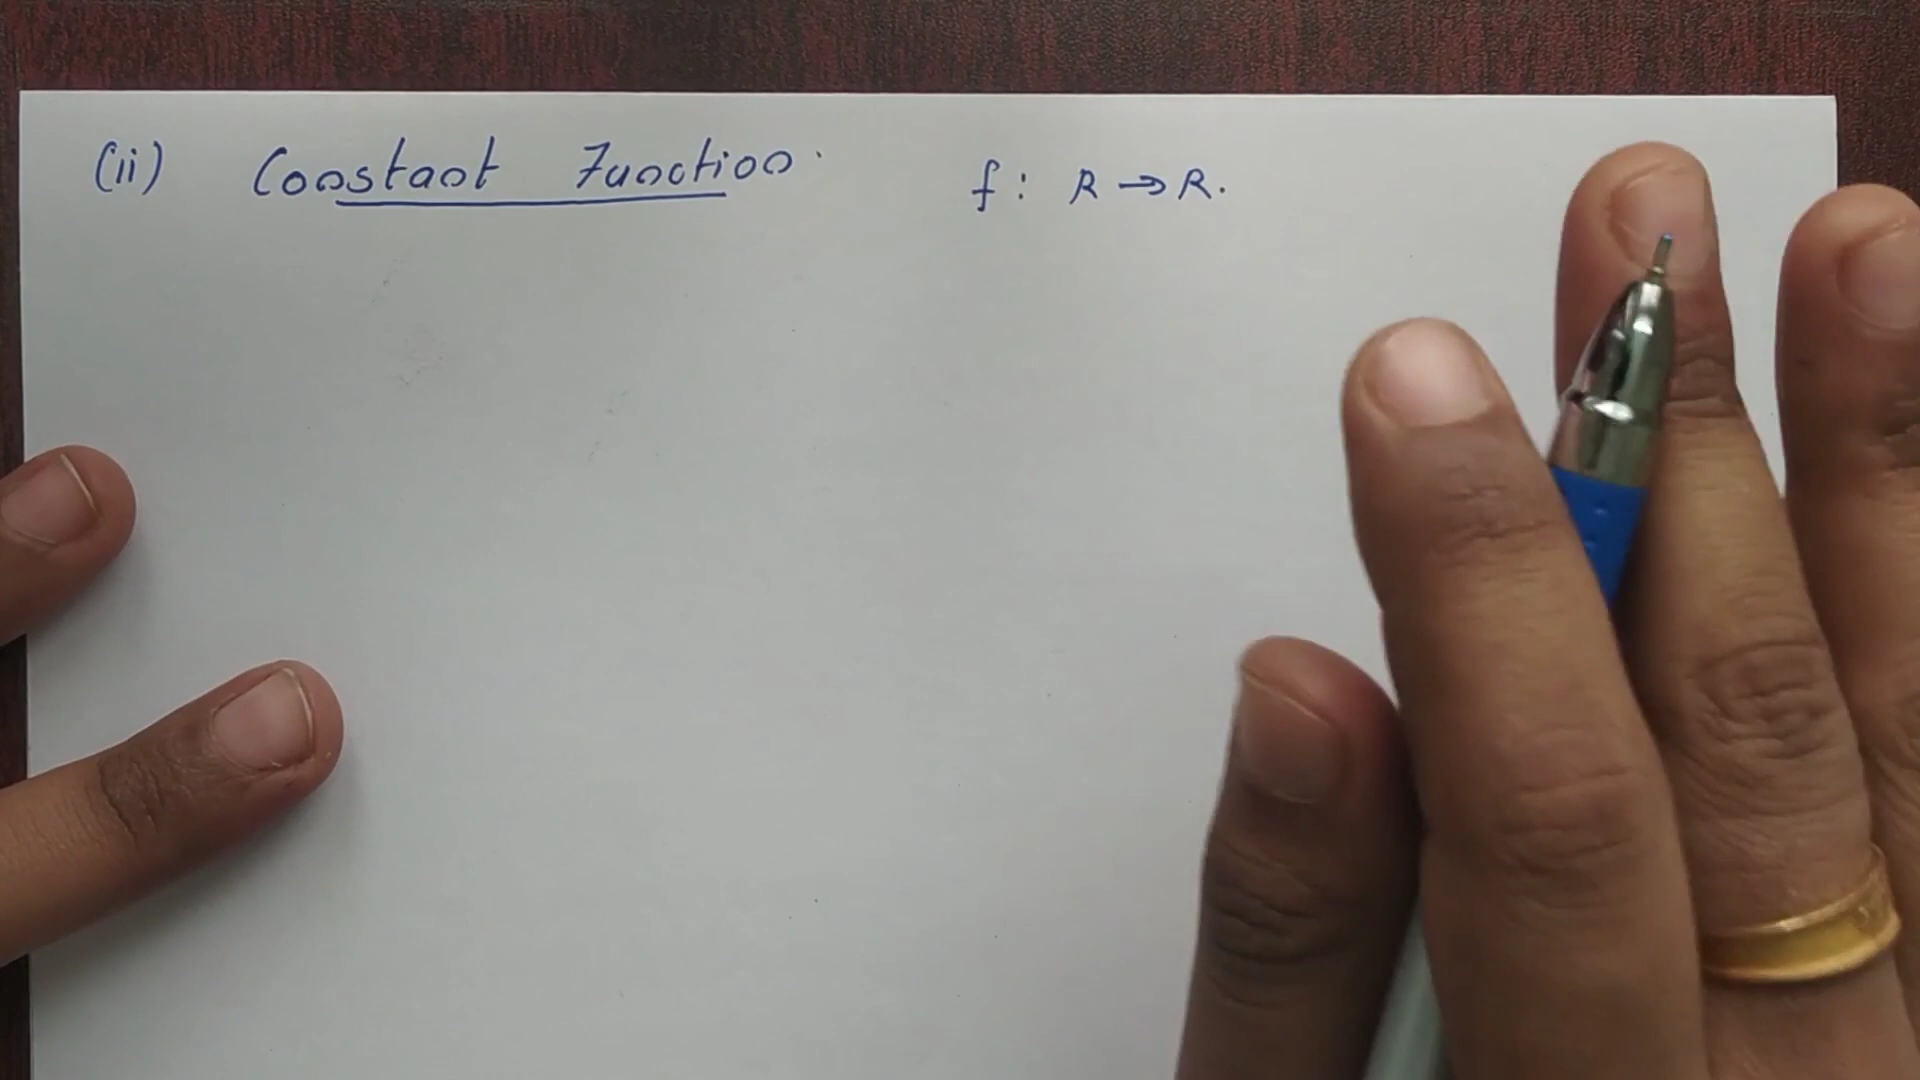 (ii) Constant Function. f: R → R.